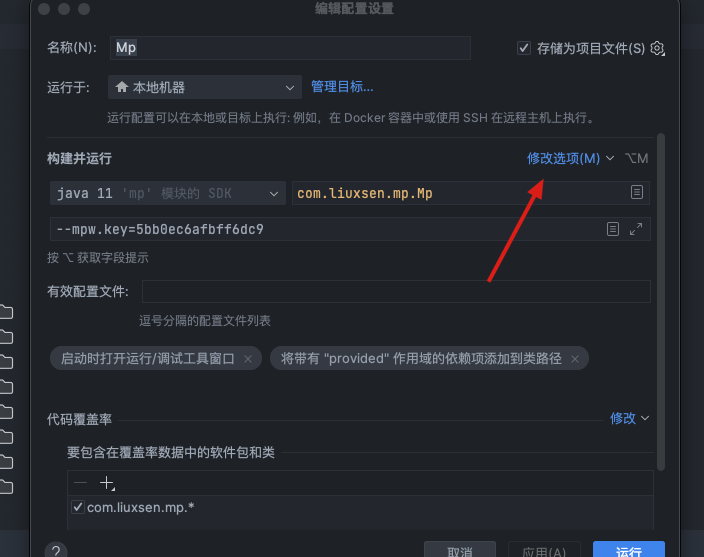 编辑配置设置
名称(N): Mp 存储为项目文件(S)
运行于: 本地机器 管理目标...
运行配置可以在本地或目标上执行: 例如，在 Docker 容器中或使用 SSH 在远程主机上执行。
构建并运行 修改选项(M) ⌥M
java 11 'mp' 模块的 SDK com.liuxsen.mp.Mp
--mpw.key=5bb0ec6afbff6dc9
按 ⌥ 获取字段提示
有效配置文件:
逗号分隔的配置文件列表
启动时打开运行/调试工具窗口 × 将带有 "provided" 作用域的依赖项添加到类路径 ×
代码覆盖率 修改
要包含在覆盖率数据中的软件包和类
com.liuxsen.mp.*
? 取消 应用(A) 运行